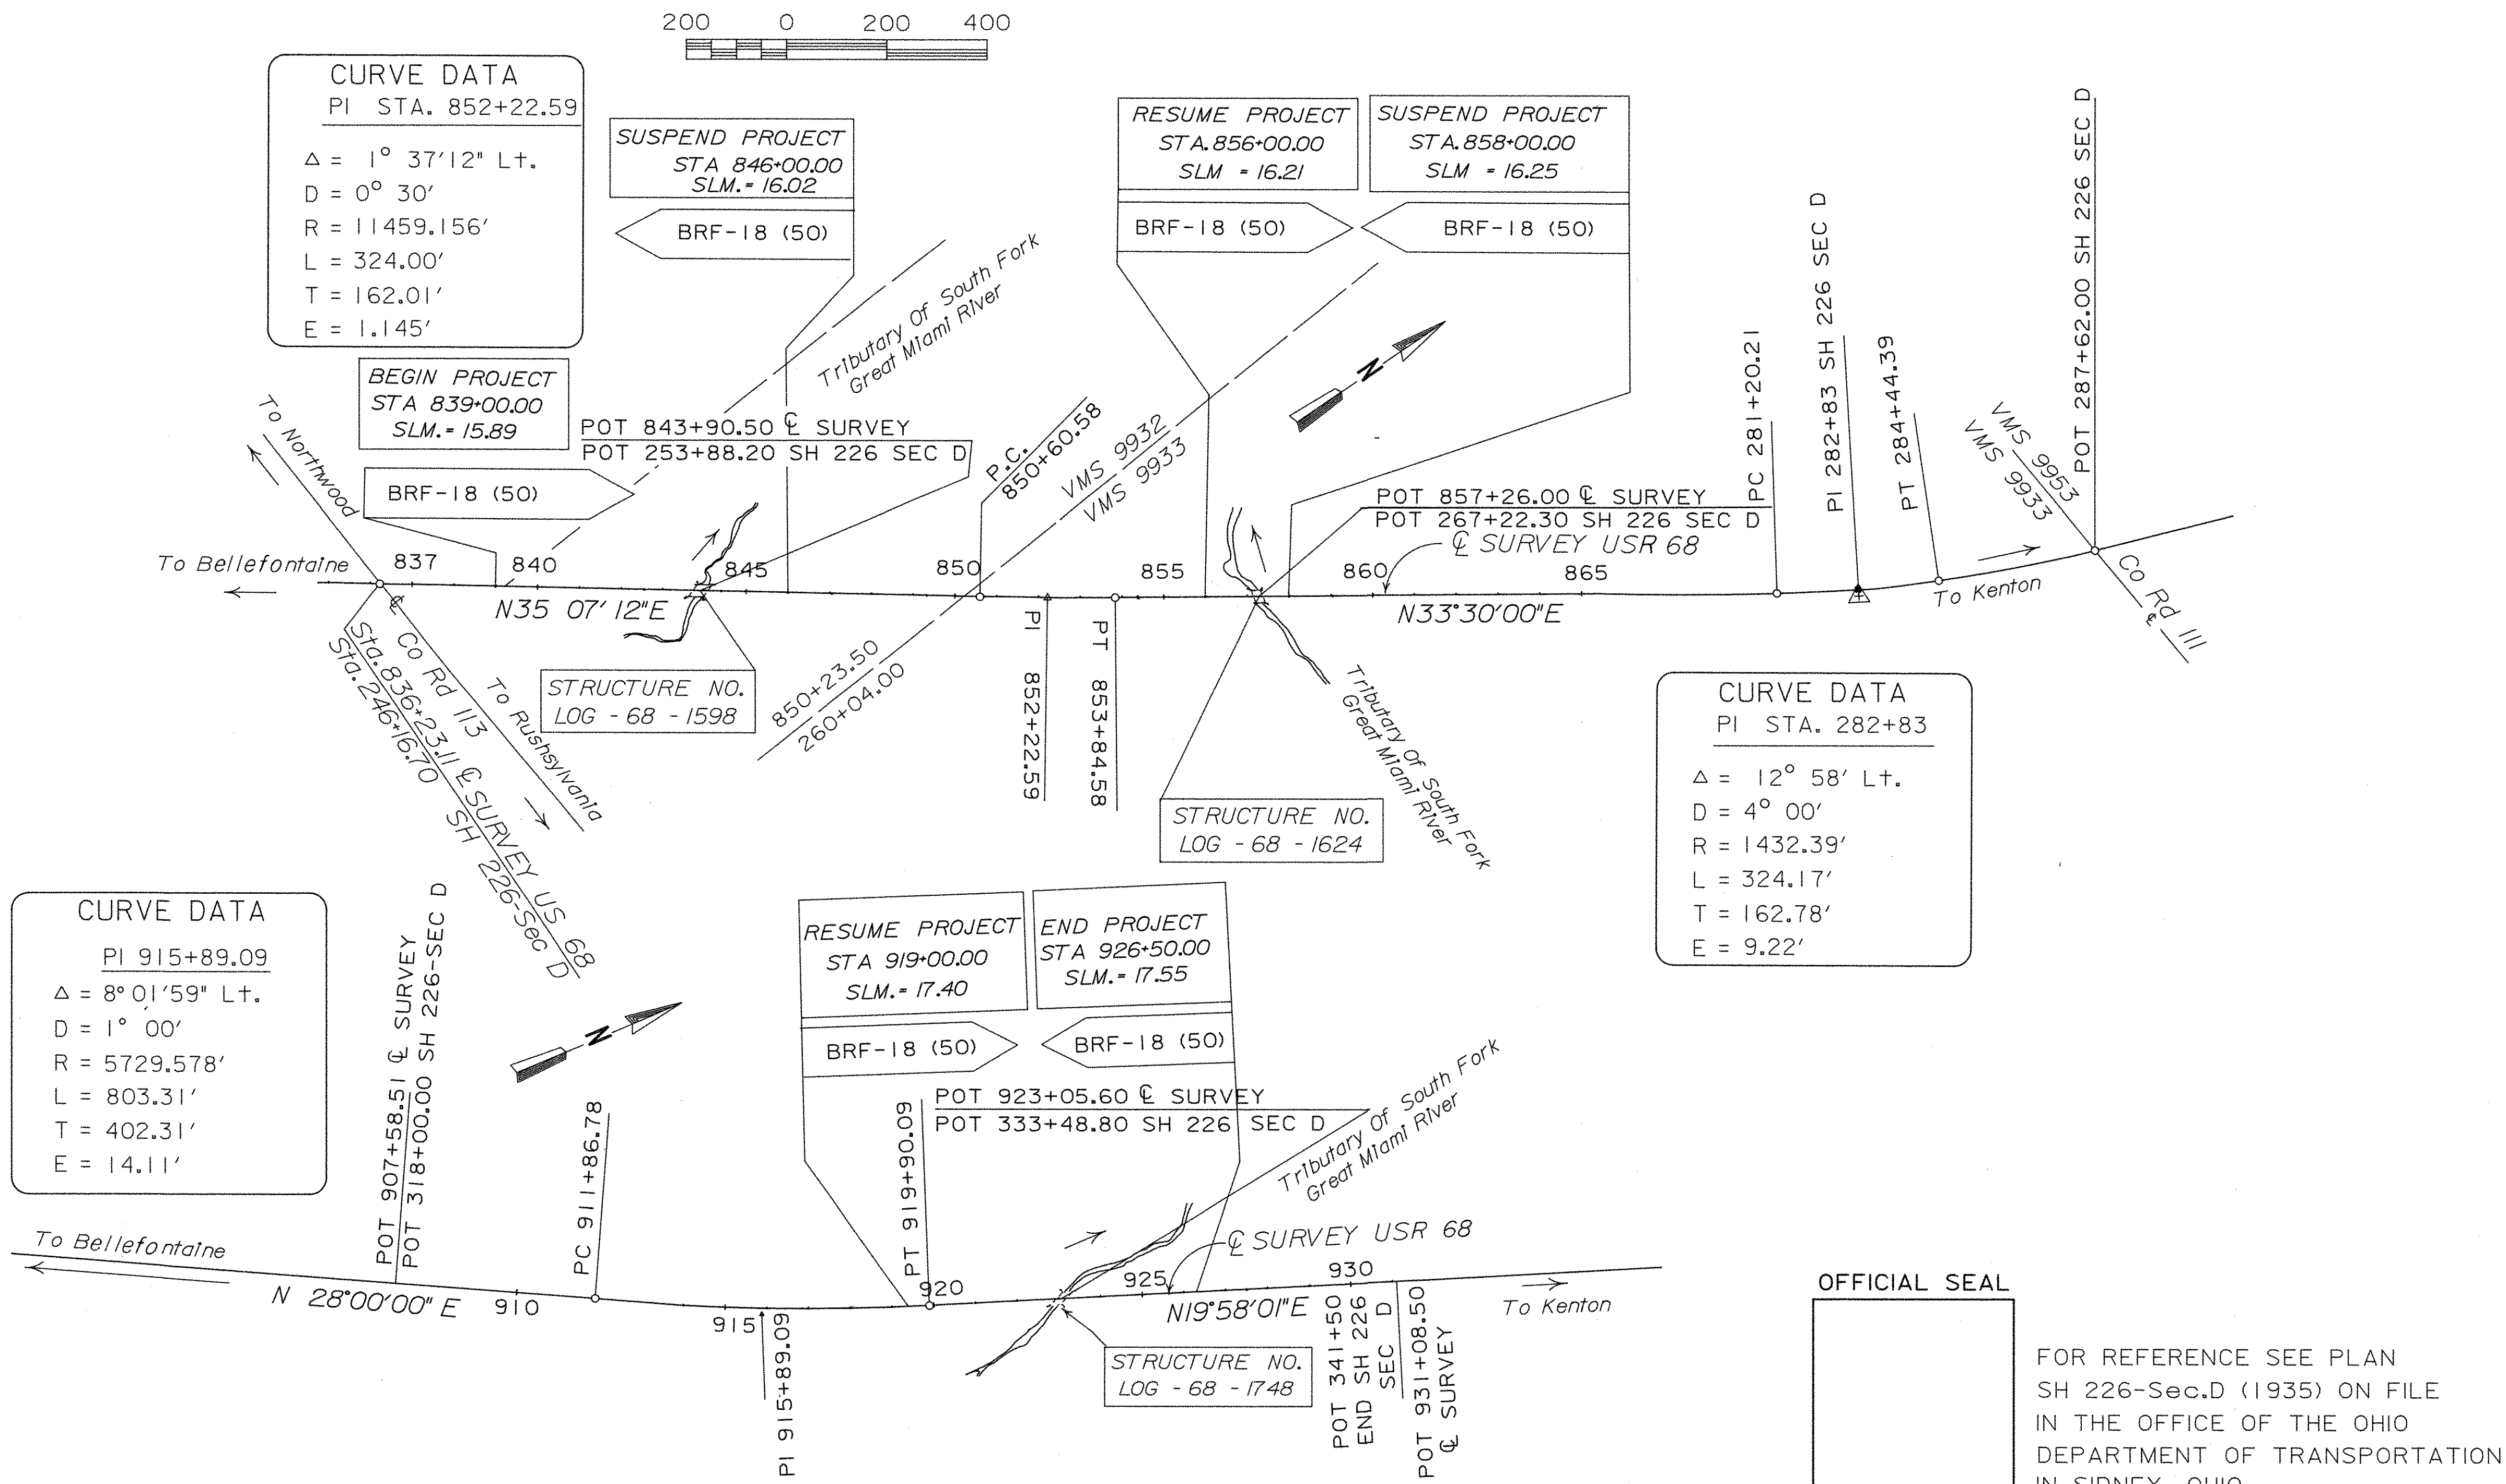 200 0 200 400
CURVE DATA
PI STA. 852+22.59
Δ = 1° 37'12" Lt.
D = 0° 30'
R = 11459.156'
L = 324.00'
T = 162.01'
E = 1.145'
SUSPEND PROJECT
STA 846+00.00
SLM.= 16.02
BRF-18 (50)
RESUME PROJECT
STA.856+00.00
SLM = 16.21
BRF-18 (50)
SUSPEND PROJECT
STA.858+00.00
SLM = 16.25
BRF-18 (50)
BEGIN PROJECT
STA 839+00.00
SLM.= 15.89
BRF-18 (50)
POT 843+90.50 ℄ SURVEY
POT 253+88.20 SH 226 SEC D
Tributary Of South Fork
Great Miami River
P.C.
850+60.58
VMS 9932
VMS 9933
N
POT 857+26.00 ℄ SURVEY
POT 267+22.30 SH 226 SEC D
℄ SURVEY USR 68
PC 281+20.21
PI 282+83 SH 226 SEC D
PT 284+44.39
VMS 9953
VMS 9933
POT 287+62.00 SH 226 SEC D
To Northwood
To Bellefontaine
837
840
845
850
855
860
865
N35 07'12"E
N33°30'00"E
To Kenton
Co Rd 111
℄
℄
Co Rd 113
To Rushsylvania
Sta.836+23.11 ℄ SURVEY US 68
Sta.246+16.70 SH 226-Sec D
STRUCTURE NO.
LOG - 68 - 1598
850+23.50
260+04.00
PI 852+22.59
PT 853+84.58
STRUCTURE NO.
LOG - 68 - 1624
Tributary Of South Fork
Great Miami River
CURVE DATA
PI STA. 282+83
Δ = 12° 58' Lt.
D = 4° 00'
R = 1432.39'
L = 324.17'
T = 162.78'
E = 9.22'
CURVE DATA
PI 915+89.09
Δ = 8° 01'59" Lt.
D = 1° 00'
R = 5729.578'
L = 803.31'
T = 402.31'
E = 14.11'
POT 907+58.51 ℄ SURVEY
POT 318+00.00 SH 226-SEC D
N
PC 911+86.78
RESUME PROJECT
STA 919+00.00
SLM.= 17.40
BRF-18 (50)
END PROJECT
STA 926+50.00
SLM.= 17.55
BRF-18 (50)
PT 919+90.09
POT 923+05.60 ℄ SURVEY
POT 333+48.80 SH 226 SEC D
Tributary Of South Fork
Great Miami River
℄ SURVEY USR 68
To Bellefontaine
N 28°00'00" E
910
915
920
925
930
N19°58'01"E
To Kenton
PI 915+89.09
STRUCTURE NO.
LOG - 68 - 1748
POT 341+50
END SH 226
SEC D
POT 931+08.50
℄ SURVEY
OFFICIAL SEAL
FOR REFERENCE SEE PLAN
SH 226-Sec.D (1935) ON FILE
IN THE OFFICE OF THE OHIO
DEPARTMENT OF TRANSPORTATION
IN SIDNEY, OHIO